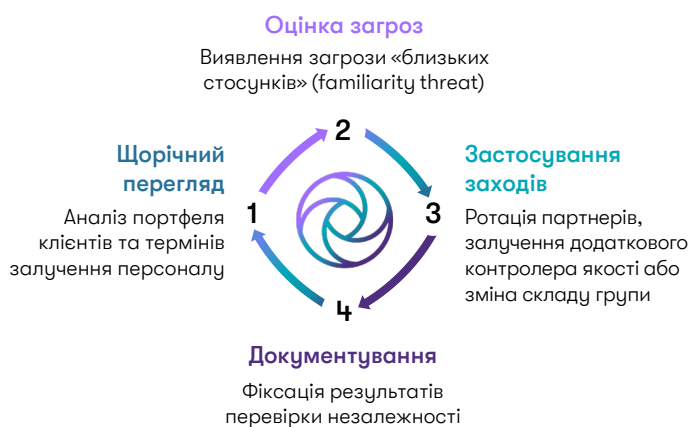 Оцінка загроз
Виявлення загрози «близьких
стосунків» (familiarity threat)
2
Щорічний
перегляд
Аналіз портфеля
клієнтів та термінів
залучення персоналу
1
3
Застосування
заходів
Ротація партнерів,
залучення додаткового
контролера якості або
зміна складу групи
4
Документування
Фіксація результатів
перевірки незалежності